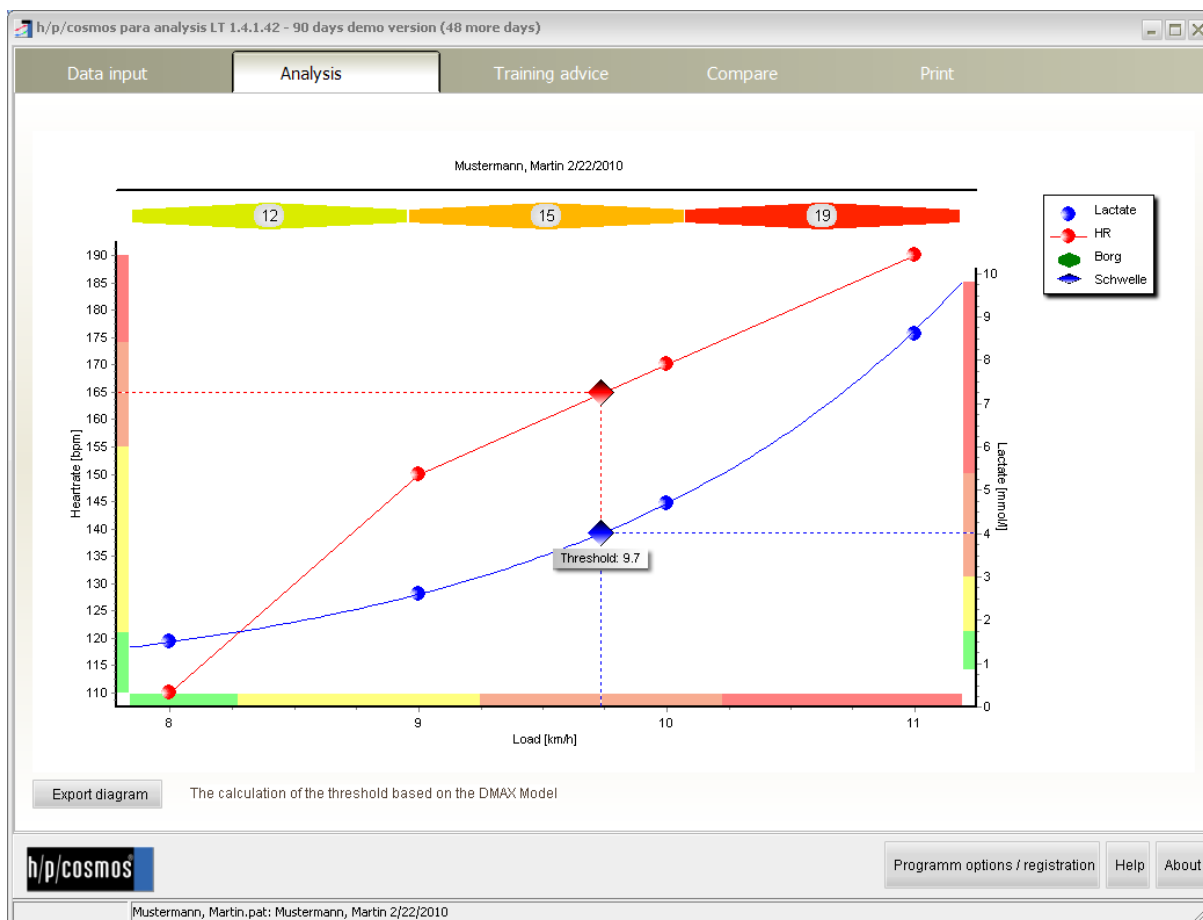 h/p/cosmos para analysis LT 1.4.1.42 - 90 days demo version (48 more days)
Data input Analysis Training advice Compare Print
Mustermann, Martin 2/22/2010
12 15 19
Lactate
HR
Borg
Schwelle
190
185
180
175
170
165
160
155
150
145
140
135
130
125
120
115
110
Heartrate [bpm]
10
9
8
7
6
5
4
3
2
1
0
Lactate [mmol/l]
Threshold: 9.7
8 9 10 11
Load [km/h]
Export diagram The calculation of the threshold based on the DMAX Model
h/p/cosmos® Programm options / registration Help About
Mustermann, Martin.pat: Mustermann, Martin 2/22/2010